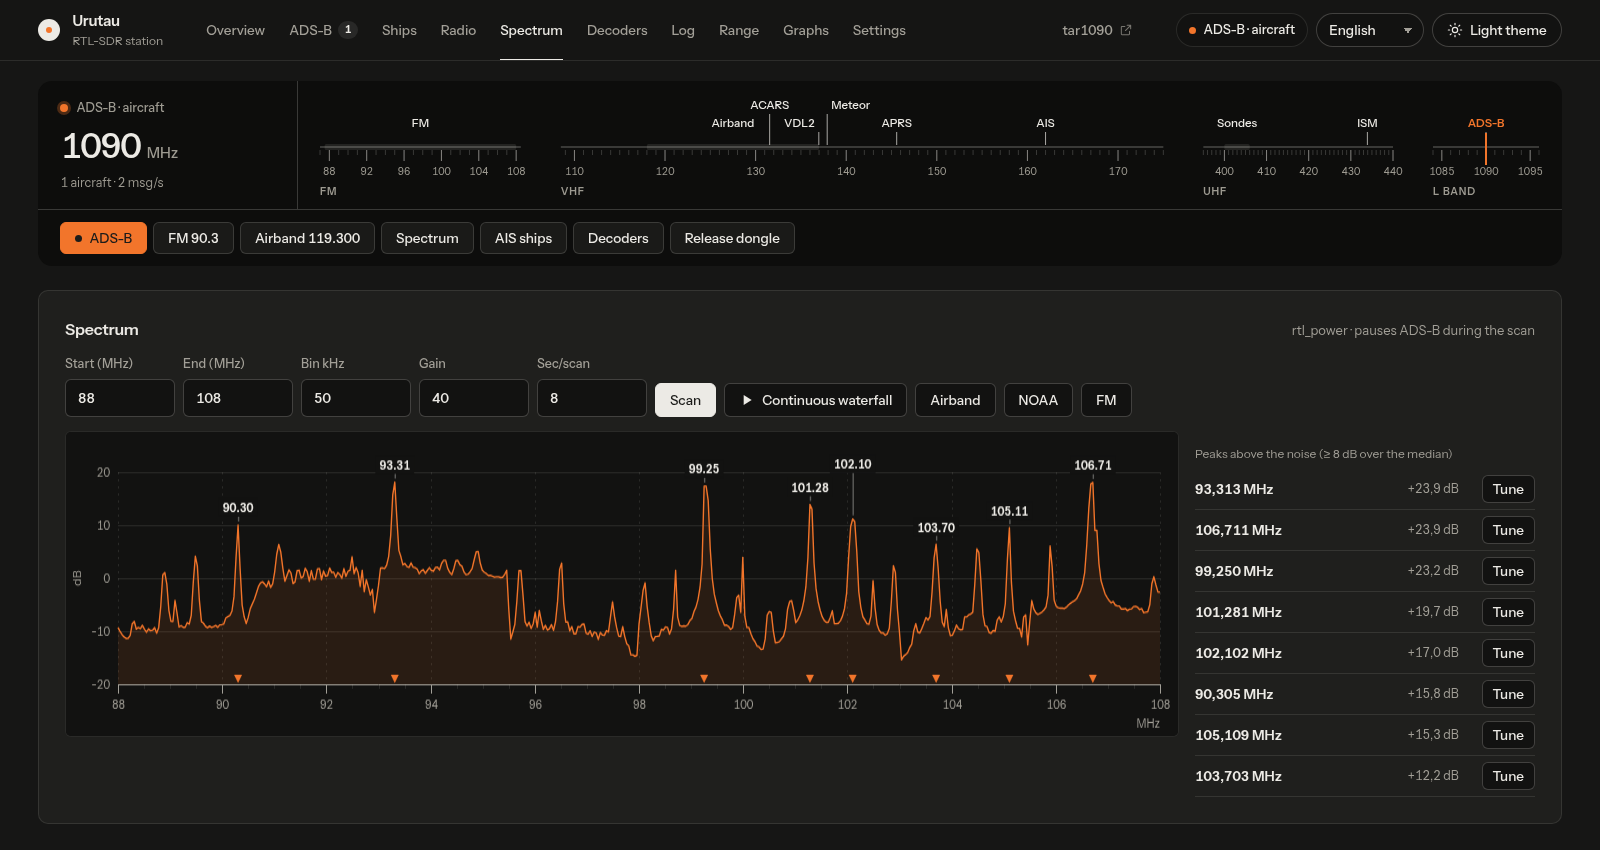 Urutau
RTL-SDR station
Overview ADS-B 1 Ships Radio Spectrum Decoders Log Range Graphs Settings
tar1090 ADS-B·aircraft English Light theme
ADS-B·aircraft
1090 MHz
1 aircraft·2 msg/s
ACARS Meteor
FM Airband VDL2 APRS AIS Sondes ISM ADS-B
88 92 96 100 104 108 110 120 130 140 150 160 170 400 410 420 430 440 1085 1090 1095
FM VHF UHF L BAND
ADS-B FM 90.3 Airband 119.300 Spectrum AIS ships Decoders Release dongle
Spectrum rtl_power·pauses ADS-B during the scan
Start (MHz) End (MHz) Bin kHz Gain Sec/scan
88 108 50 40 8 Scan Continuous waterfall Airband NOAA FM
93.31 99.25 102.10 106.71
101.28
90.30 105.11
103.70
20
10
0
-10
-20
dB
88 90 92 94 96 98 100 102 104 106 108
MHz
Peaks above the noise (≥ 8 dB over the median)
93,313 MHz +23,9 dB Tune
106,711 MHz +23,9 dB Tune
99,250 MHz +23,2 dB Tune
101,281 MHz +19,7 dB Tune
102,102 MHz +17,0 dB Tune
90,305 MHz +15,8 dB Tune
105,109 MHz +15,3 dB Tune
103,703 MHz +12,2 dB Tune